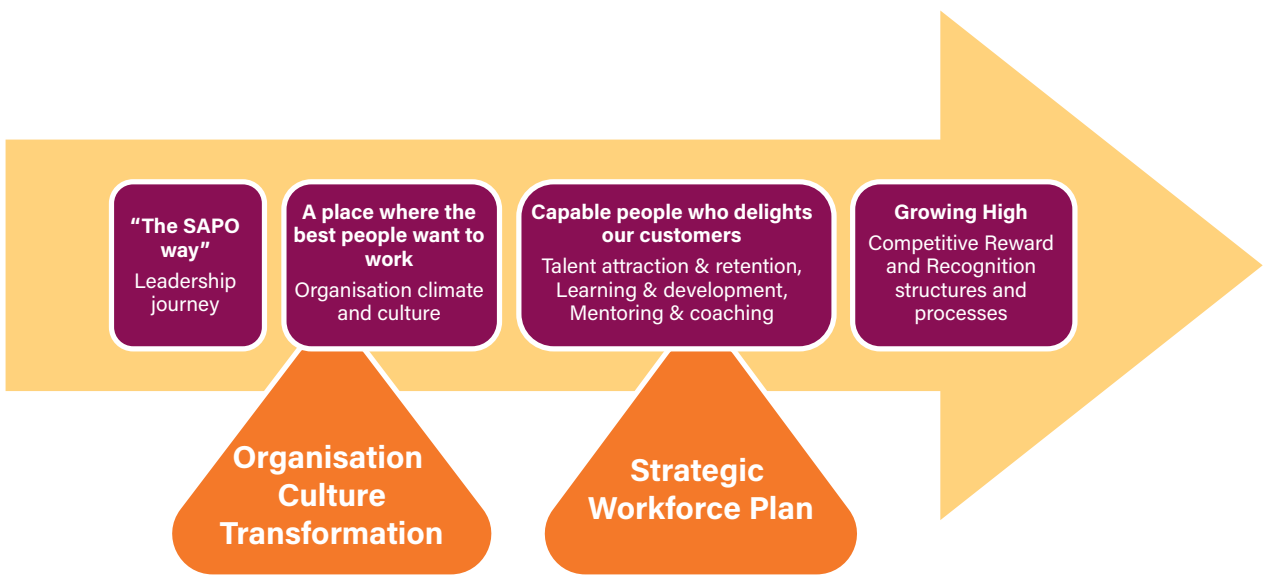 “The SAPO
way”
Leadership
journey
A place where the
best people want to
work
Organisation climate
and culture
Capable people who delights
our customers
Talent attraction & retention,
Learning & development,
Mentoring & coaching
Growing High
Competitive Reward
and Recognition
structures and
processes
Organisation
Culture
Transformation
Strategic
Workforce Plan